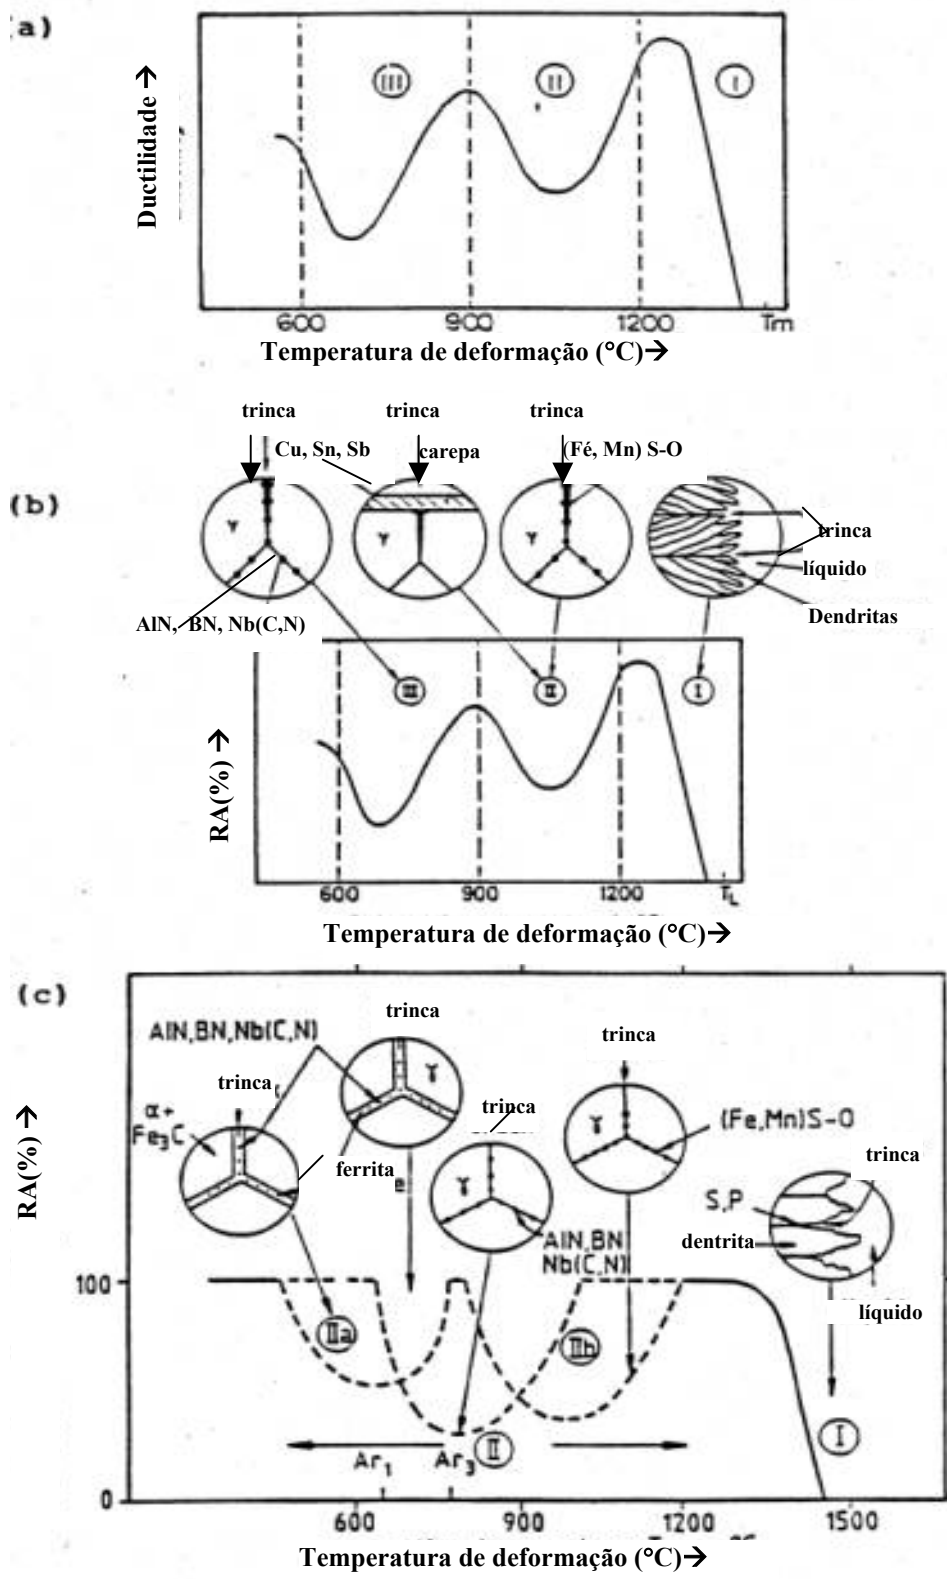 (a)
Ductilidade →
III
II
I
600
900
1200
Tm
Temperatura de deformação (°C)→
trinca
trinca
trinca
Cu, Sn, Sb
carepa
(Fé, Mn) S-O
(b)
γ
γ
γ
trinca
líquido
AlN, BN, Nb(C,N)
Dendritas
III
II
I
RA(%) →
600
900
1200
TL
Temperatura de deformação (°C)→
(c)
trinca
AlN,BN,Nb(C,N)
trinca
trinca
γ
trinca
α+
Fe₃C
γ
(Fe,Mn)S-O
trinca
RA(%) →
ferrita
γ
S,P
AlN,BN
Nb(C,N)
dentrita
100
líquido
IIa
IIb
I
II
Ar₁
Ar₃
0
600
900
1200
1500
Temperatura de deformação (°C)→